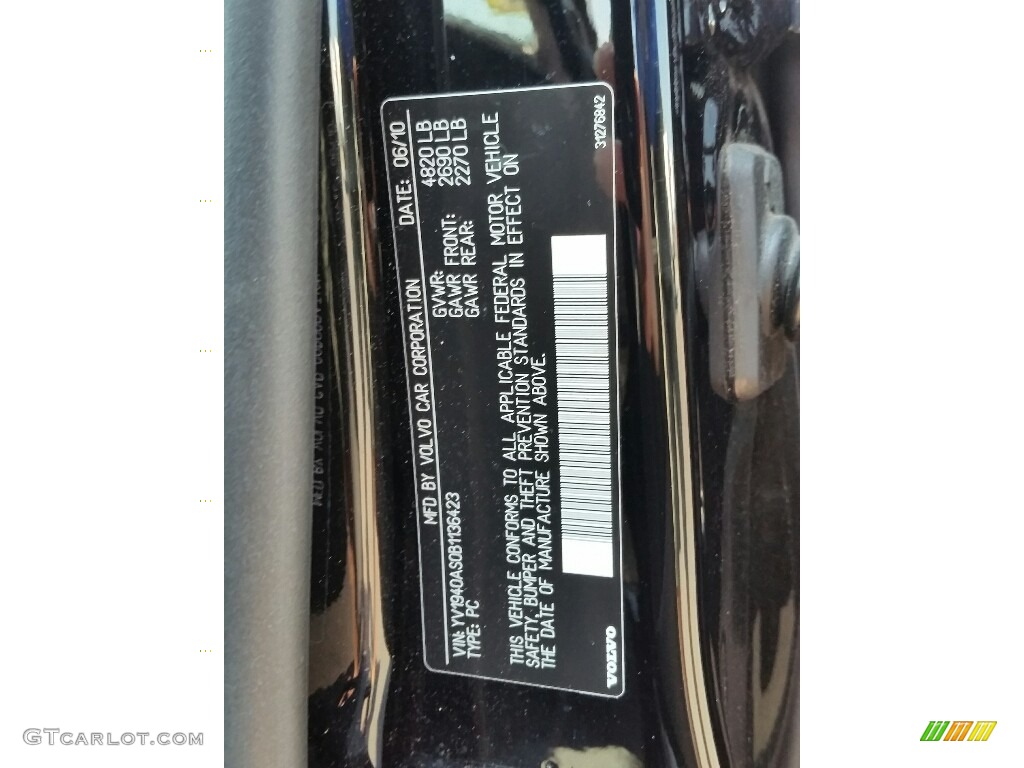 MFD BY VOLVO CAR CORPORATION DATE: 06/10
VIN: YV1940AS0B1136423 GVWR: 4820 LB
TYPE: PC GAWR FRONT: 2690 LB
GAWR REAR: 2270 LB
THIS VEHICLE CONFORMS TO ALL APPLICABLE FEDERAL MOTOR VEHICLE
SAFETY, BUMPER AND THEFT PREVENTION STANDARDS IN EFFECT ON
THE DATE OF MANUFACTURE SHOWN ABOVE.
VOLVO 31276842
GTCARLOT.COM